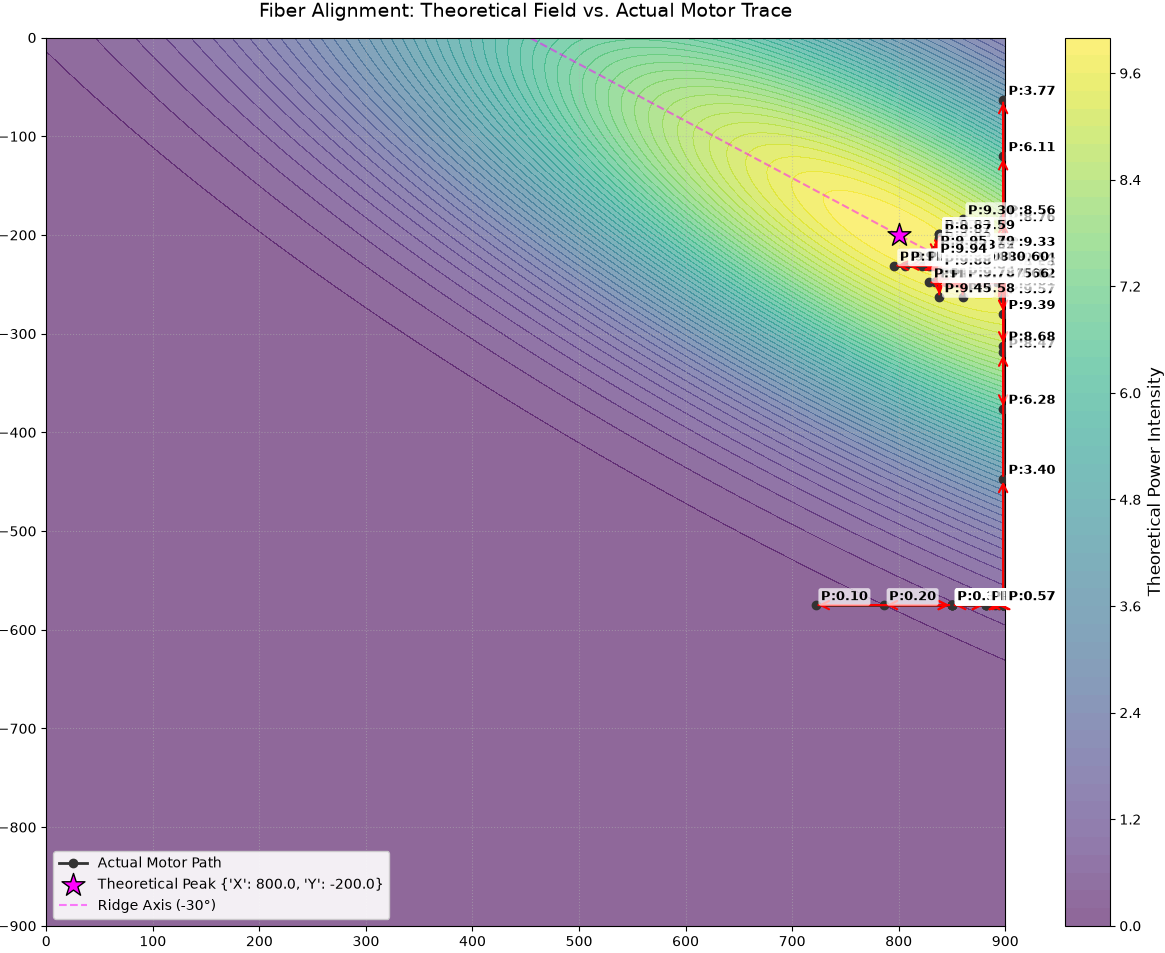 Fiber Alignment: Theoretical Field vs. Actual Motor Trace
0
−100
−200
−300
−400
−500
−600
−700
−800
−900
0
100
200
300
400
500
600
700
800
900
P:3.77
P:6.11
P:9.30
:8.56
:9.33
P:9.94
P:9.45
P:9.39
P:8.68
P:6.28
P:3.40
P:0.10
P:0.20
P:0.57
Actual Motor Path
Theoretical Peak {'X': 800.0, 'Y': -200.0}
Ridge Axis (-30°)
9.6
8.4
7.2
6.0
4.8
3.6
2.4
1.2
0.0
Theoretical Power Intensity